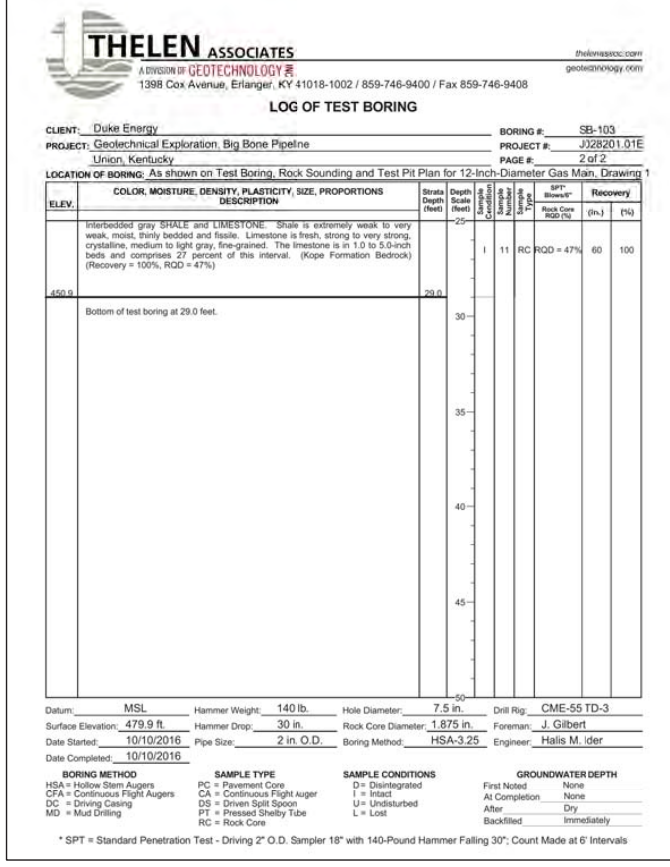 THELEN ASSOCIATES
thelenassoc.com
A DIVISION OF GEOTECHNOLOGY INC
geotechnology.com
1398 Cox Avenue, Erlanger, KY 41018-1002 / 859-746-9400 / Fax 859-746-9408
LOG OF TEST BORING
CLIENT: Duke Energy BORING #: SB-103
PROJECT: Geotechnical Exploration, Big Bone Pipeline PROJECT #: J028201.01E
Union, Kentucky PAGE #: 2 of 2
LOCATION OF BORING: As shown on Test Boring, Rock Sounding and Test Pit Plan for 12-Inch-Diameter Gas Main, Drawing 1
ELEV. COLOR, MOISTURE, DENSITY, PLASTICITY, SIZE, PROPORTIONS DESCRIPTION Strata Depth (feet) Depth Scale (feet) Sample Condition Sample Number Sample Type SPT* Blows/6" Rock Core RQD (%) Recovery (in.) (%)
25
Interbedded gray SHALE and LIMESTONE. Shale is extremely weak to very
weak, moist, thinly bedded and fissile. Limestone is fresh, strong to very strong,
crystalline, medium to light gray, fine-grained. The limestone is in 1.0 to 5.0-inch I 11 RC RQD = 47% 60 100
beds and comprises 27 percent of this interval. (Kope Formation Bedrock)
(Recovery = 100%, RQD = 47%)
450.9 29.0
Bottom of test boring at 29.0 feet.
30
35
40
45
50
Datum: MSL Hammer Weight: 140 lb. Hole Diameter: 7.5 in. Drill Rig: CME-55 TD-3
Surface Elevation: 479.9 ft. Hammer Drop: 30 in. Rock Core Diameter: 1.875 in. Foreman: J. Gilbert
Date Started: 10/10/2016 Pipe Size: 2 in. O.D. Boring Method: HSA-3.25 Engineer: Halis M. Ider
Date Completed: 10/10/2016
BORING METHOD SAMPLE TYPE SAMPLE CONDITIONS GROUNDWATER DEPTH
HSA = Hollow Stem Augers PC = Pavement Core D = Disintegrated First Noted None
CFA = Continuous Flight Augers CA = Continuous Flight Auger I = Intact At Completion None
DC = Driving Casing DS = Driven Split Spoon U = Undisturbed After Dry
MD = Mud Drilling PT = Pressed Shelby Tube L = Lost Backfilled Immediately
RC = Rock Core
* SPT = Standard Penetration Test - Driving 2" O.D. Sampler 18" with 140-Pound Hammer Falling 30"; Count Made at 6' Intervals